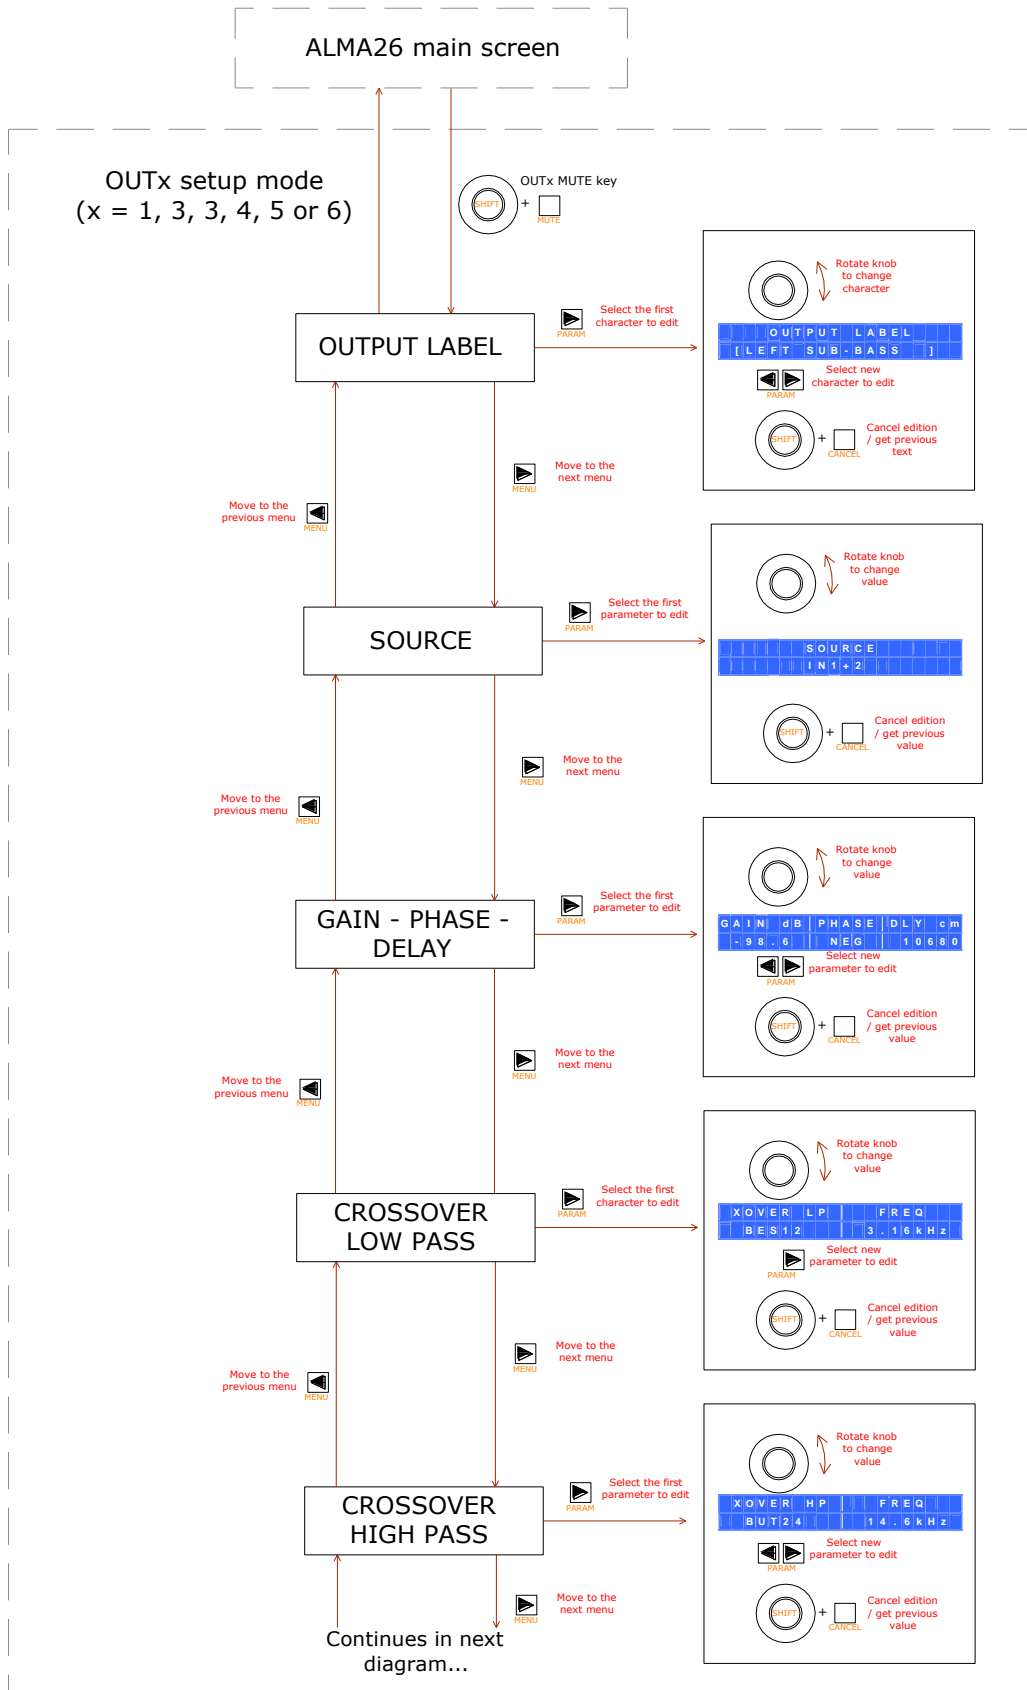 ALMA26 main screen
OUTx setup mode
(x = 1, 3, 3, 4, 5 or 6)
OUTx MUTE key
SHIFT
+
MUTE
OUTPUT LABEL
PARAM
Select the first
character to edit
Rotate knob
to change
character
OUTPUT LABEL
[LEFT SUB-BASS ]
PARAM
Select new
character to edit
SHIFT
+
CANCEL
Cancel edition
/ get previous
text
Move to the
previous menu
MENU
MENU
Move to the
next menu
SOURCE
PARAM
Select the first
parameter to edit
Rotate knob
to change
value
SOURCE
IN1+2
SHIFT
+
CANCEL
Cancel edition
/ get previous
value
Move to the
previous menu
MENU
MENU
Move to the
next menu
GAIN - PHASE -
DELAY
PARAM
Select the first
parameter to edit
Rotate knob
to change
value
GAIN dB|PHASE|DLY cm
-98.6 | NEG | 10680
PARAM
Select new
parameter to edit
SHIFT
+
CANCEL
Cancel edition
/ get previous
value
Move to the
previous menu
MENU
MENU
Move to the
next menu
CROSSOVER
LOW PASS
PARAM
Select the first
character to edit
Rotate knob
to change
value
XOVER LP| FREQ
BES12 | 3.16kHz
PARAM
Select new
parameter to edit
SHIFT
+
CANCEL
Cancel edition
/ get previous
value
Move to the
previous menu
MENU
MENU
Move to the
next menu
CROSSOVER
HIGH PASS
PARAM
Select the first
parameter to edit
Rotate knob
to change
value
XOVER HP| FREQ
BUT24 | 14.6kHz
PARAM
Select new
parameter to edit
SHIFT
+
CANCEL
Cancel edition
/ get previous
value
MENU
Move to the
next menu
Continues in next
diagram...